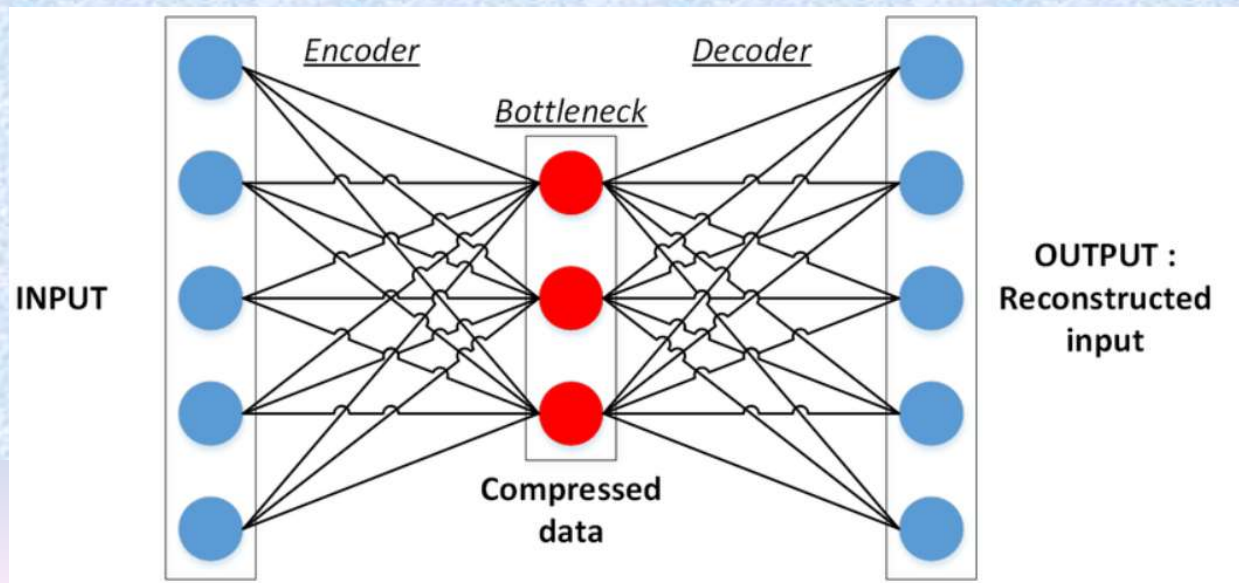 Encoder
Decoder
Bottleneck
INPUT
OUTPUT :
Reconstructed
input
Compressed
data